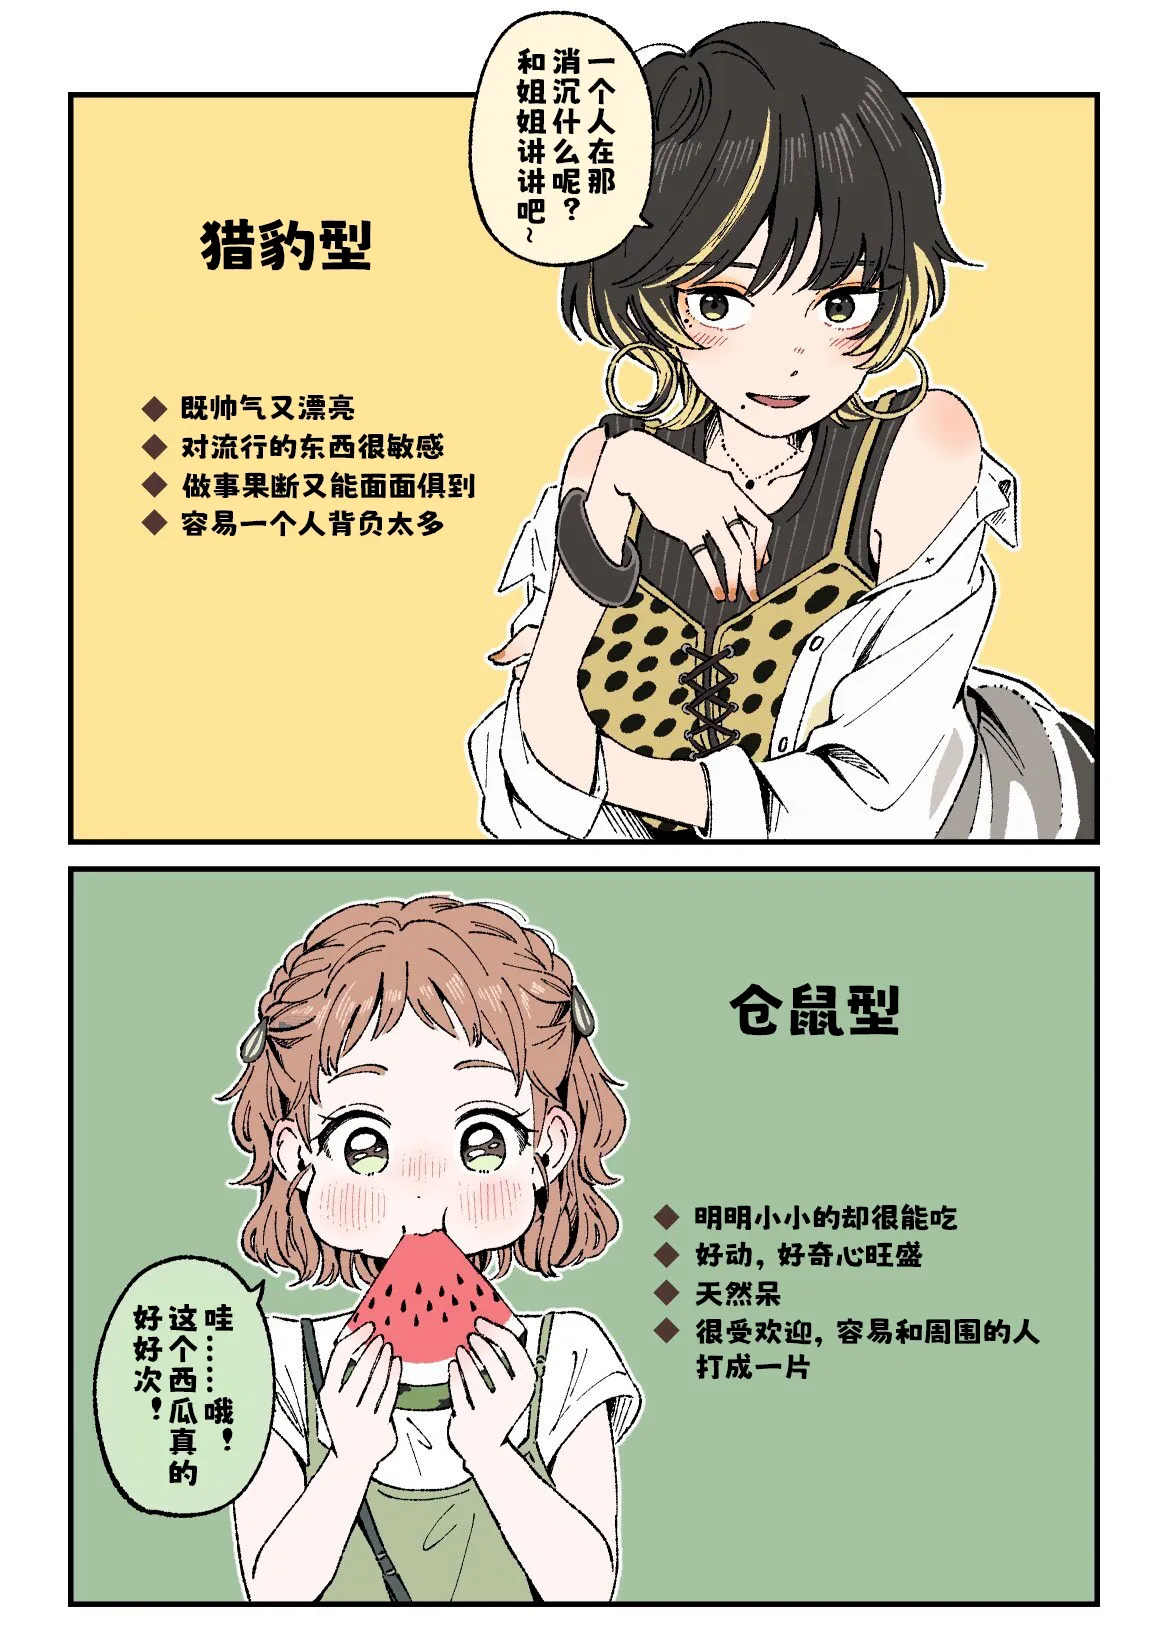 一个人在那
消沉什么呢？
和姐姐讲讲吧~
猎豹型
既帅气又漂亮
对流行的东西很敏感
做事果断又能面面俱到
容易一个人背负太多
仓鼠型
明明小小的却很能吃
好动，好奇心旺盛
天然呆
很受欢迎，容易和周围的人
打成一片
哇……哦！
这个西瓜真的
好好次！